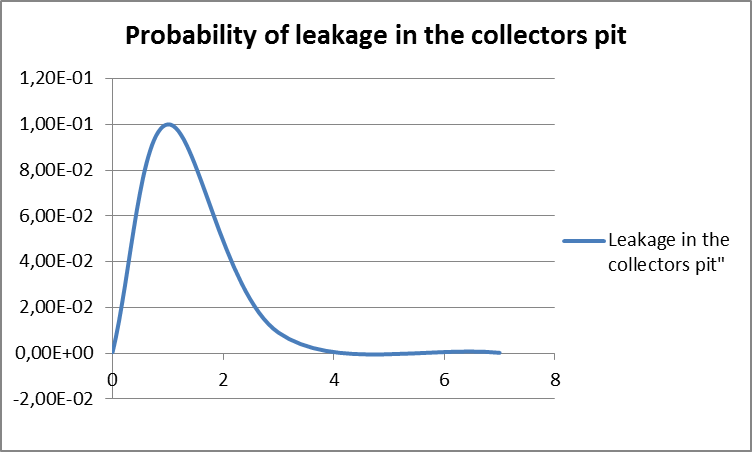 Probability of leakage in the collectors pit
1,20E-01
1,00E-01
8,00E-02
6,00E-02
4,00E-02
2,00E-02
0,00E+00
-2,00E-02
0 2 4 6 8
Leakage in the
collectors pit"